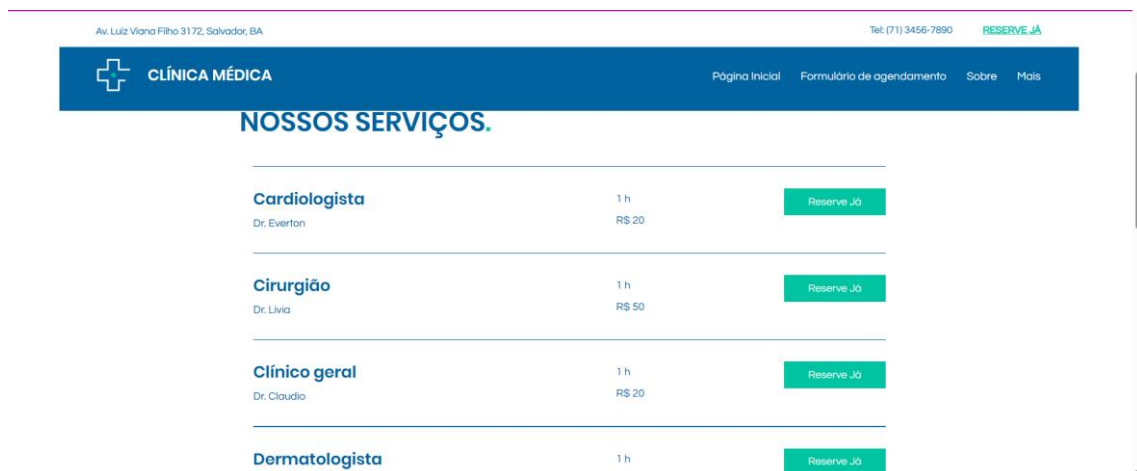 Av. Luiz Viana Filho 3172, Salvador, BA
Tel: (71) 3456-7890
RESERVE JÁ
CLÍNICA MÉDICA
Página Inicial
Formulário de agendamento
Sobre
Mais
NOSSOS SERVIÇOS.
Cardiologista
1 h
Reserve Já
Dr. Everton
R$ 20
Cirurgião
1 h
Reserve Já
Dr. Livia
R$ 50
Clínico geral
1 h
Reserve Já
Dr. Claudio
R$ 20
Dermatologista
1 h
Reserve Já